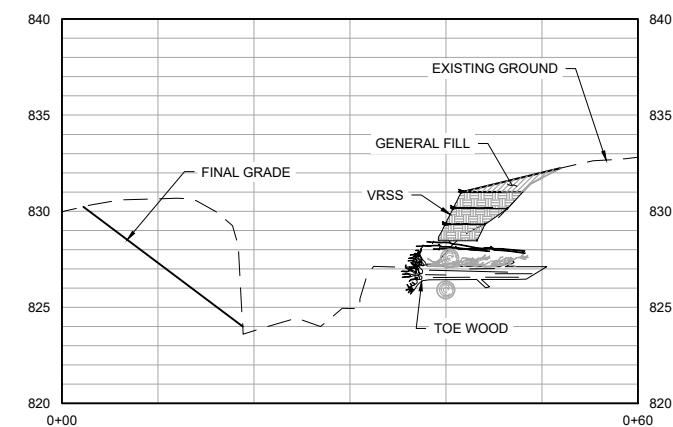 840
840
EXISTING GROUND
835
835
GENERAL FILL
FINAL GRADE
VRSS
830
830
825
825
TOE WOOD
820
820
0+00
0+60